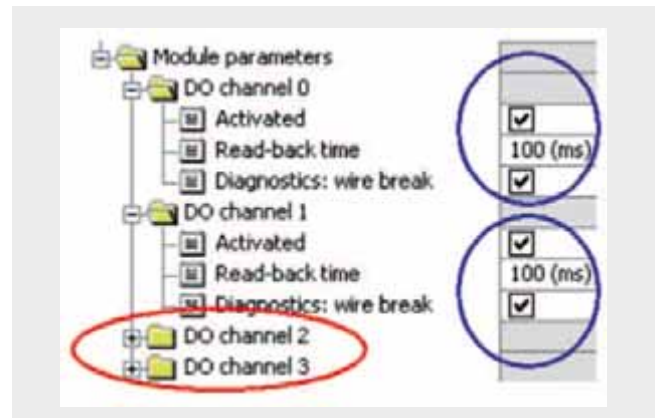 Module parameters
DO channel 0
Activated
Read-back time 100 (ms)
Diagnostics: wire break
DO channel 1
Activated
Read-back time 100 (ms)
Diagnostics: wire break
DO channel 2
DO channel 3